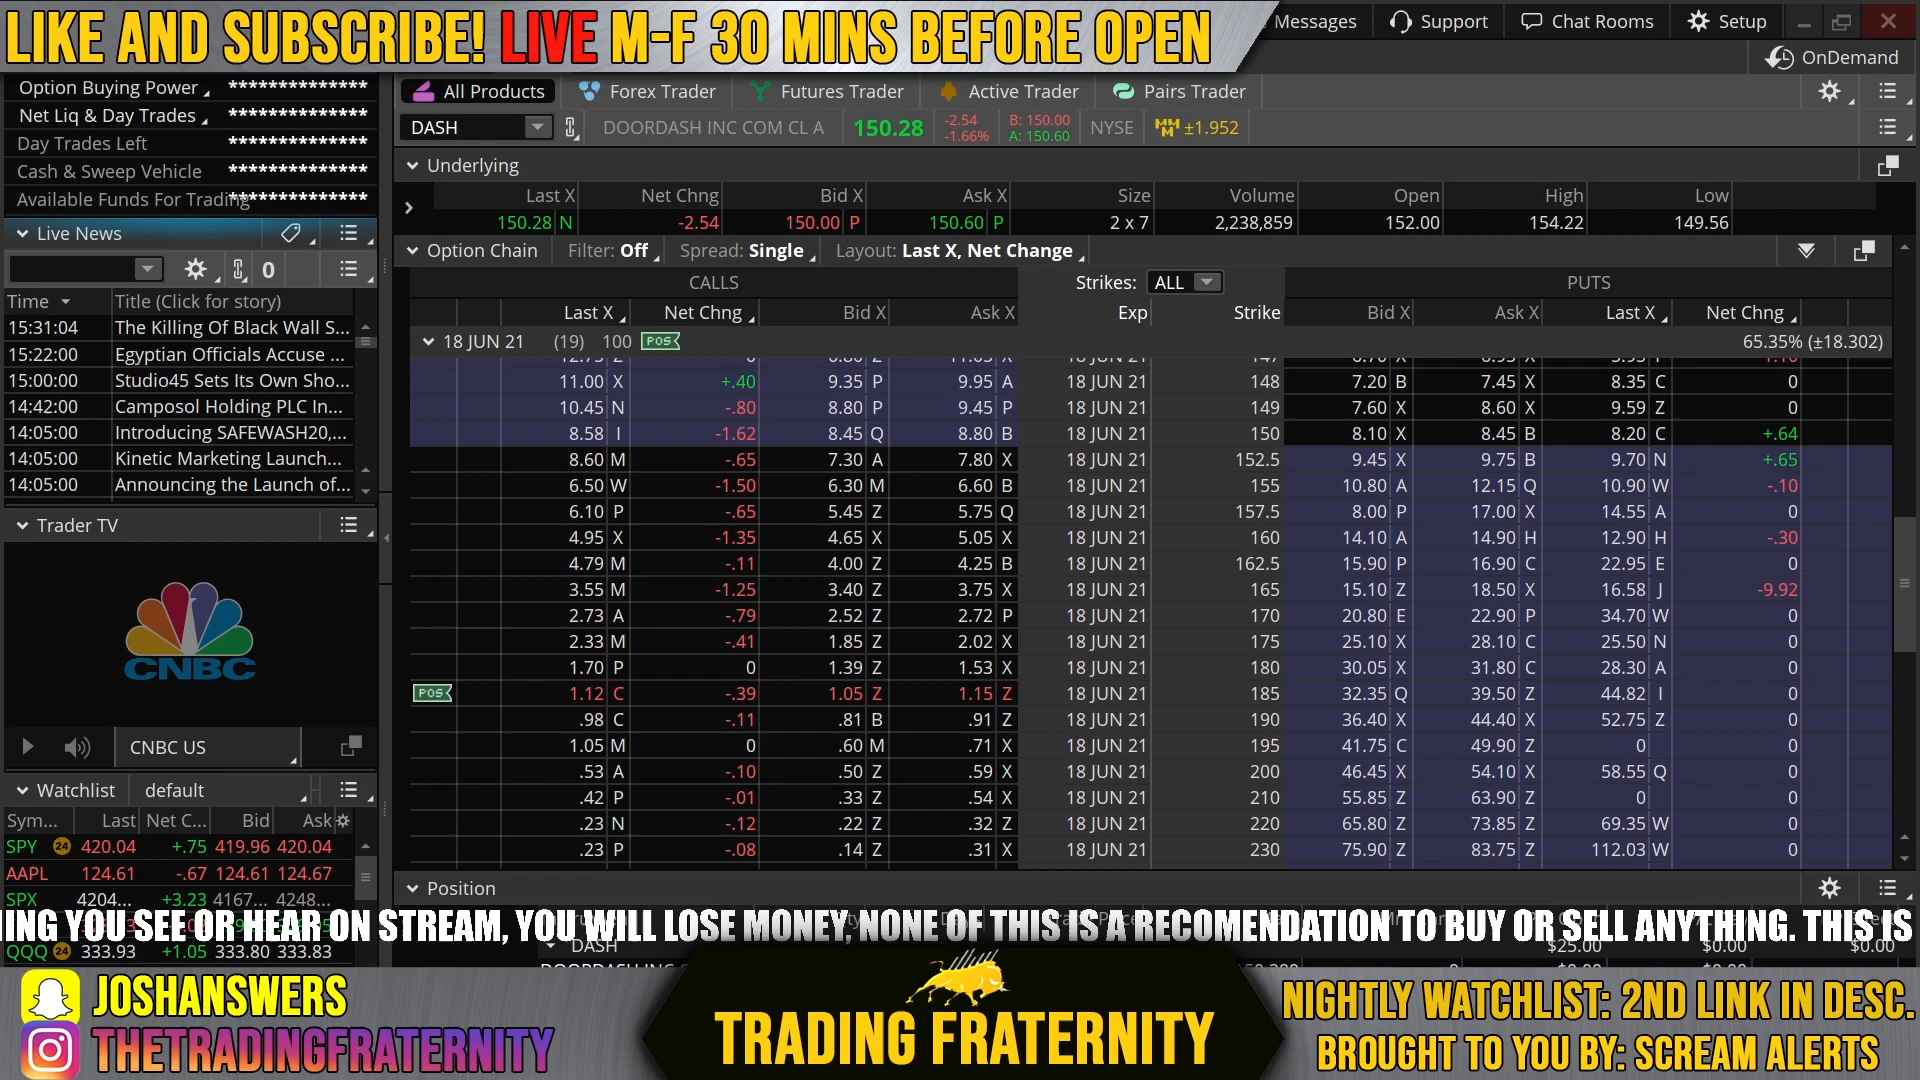 LIKE AND SUBSCRIBE! LIVE M-F 30 MINS BEFORE OPEN
Messages Support Chat Rooms Setup
OnDemand
Option Buying Power **************
Net Liq & Day Trades **************
Day Trades Left **************
Cash & Sweep Vehicle **************
Available Funds For Trading **************
All Products Forex Trader Futures Trader Active Trader Pairs Trader
DASH DOORDASH INC COM CL A 150.28 -2.54 -1.66% B: 150.00 A: 150.60 NYSE ±1.952
Underlying
Last X Net Chng Bid X Ask X Size Volume Open High Low
150.28 N -2.54 150.00 P 150.60 P 2 x 7 2,238,859 152.00 154.22 149.56
Live News
0
Time Title (Click for story)
15:31:04 The Killing Of Black Wall S...
15:22:00 Egyptian Officials Accuse ...
15:00:00 Studio45 Sets Its Own Sho...
14:42:00 Camposol Holding PLC In...
14:05:00 Introducing SAFEWASH20,...
14:05:00 Kinetic Marketing Launch...
14:05:00 Announcing the Launch of...
Trader TV
CNBC
CNBC US
Option Chain Filter: Off Spread: Single Layout: Last X, Net Change
CALLS Strikes: ALL PUTS
Last X Net Chng Bid X Ask X Exp Strike Bid X Ask X Last X Net Chng
18 JUN 21 (19) 100 POS 65.35% (±18.302)
11.00 X +.40 9.35 P 9.95 A 18 JUN 21 148 7.20 B 7.45 X 8.35 C 0
10.45 N -.80 8.80 P 9.45 P 18 JUN 21 149 7.60 X 8.60 X 9.59 Z 0
8.58 I -1.62 8.45 Q 8.80 B 18 JUN 21 150 8.10 X 8.45 B 8.20 C +.64
8.60 M -.65 7.30 A 7.80 X 18 JUN 21 152.5 9.45 X 9.75 B 9.70 N +.65
6.50 W -1.50 6.30 M 6.60 B 18 JUN 21 155 10.80 A 12.15 Q 10.90 W -.10
6.10 P -.65 5.45 Z 5.75 Q 18 JUN 21 157.5 8.00 P 17.00 X 14.55 A 0
4.95 X -1.35 4.65 X 5.05 X 18 JUN 21 160 14.10 A 14.90 H 12.90 H -.30
4.79 M -.11 4.00 Z 4.25 B 18 JUN 21 162.5 15.90 P 16.90 C 22.95 E 0
3.55 M -1.25 3.40 Z 3.75 X 18 JUN 21 165 15.10 Z 18.50 X 16.58 J -9.92
2.73 A -.79 2.52 Z 2.72 P 18 JUN 21 170 20.80 E 22.90 P 34.70 W 0
2.33 M -.41 1.85 Z 2.02 X 18 JUN 21 175 25.10 X 28.10 C 25.50 N 0
1.70 P 0 1.39 Z 1.53 X 18 JUN 21 180 30.05 X 31.80 C 28.30 A 0
POS 1.12 C -.39 1.05 Z 1.15 Z 18 JUN 21 185 32.35 Q 39.50 Z 44.82 I 0
.98 C -.11 .81 B .91 Z 18 JUN 21 190 36.40 X 44.40 X 52.75 Z 0
1.05 M 0 .60 M .71 X 18 JUN 21 195 41.75 C 49.90 Z 0 0
.53 A -.10 .50 Z .59 X 18 JUN 21 200 46.45 X 54.10 X 58.55 Q 0
.42 P -.01 .33 Z .54 X 18 JUN 21 210 55.85 Z 63.90 Z 0 0
.23 N -.12 .22 Z .32 Z 18 JUN 21 220 65.80 Z 73.85 Z 69.35 W 0
.23 P -.08 .14 Z .31 X 18 JUN 21 230 75.90 Z 83.75 Z 112.03 W 0
Watchlist default
Sym... Last Net C... Bid Ask
SPY 24 420.04 +.75 419.96 420.04
AAPL 124.61 -.67 124.61 124.67
SPX 4204... +3.23 4167... 4248...
QQQ 24 333.93 +1.05 333.80 333.83
Position
DASH $25.00 $0.00 $0.00
HING YOU SEE OR HEAR ON STREAM, YOU WILL LOSE MONEY, NONE OF THIS IS A RECOMENDATION TO BUY OR SELL ANYTHING. THIS IS
JOSHANSWERS
THETRADINGFRATERNITY
TRADING FRATERNITY
NIGHTLY WATCHLIST: 2ND LINK IN DESC.
BROUGHT TO YOU BY: SCREAM ALERTS